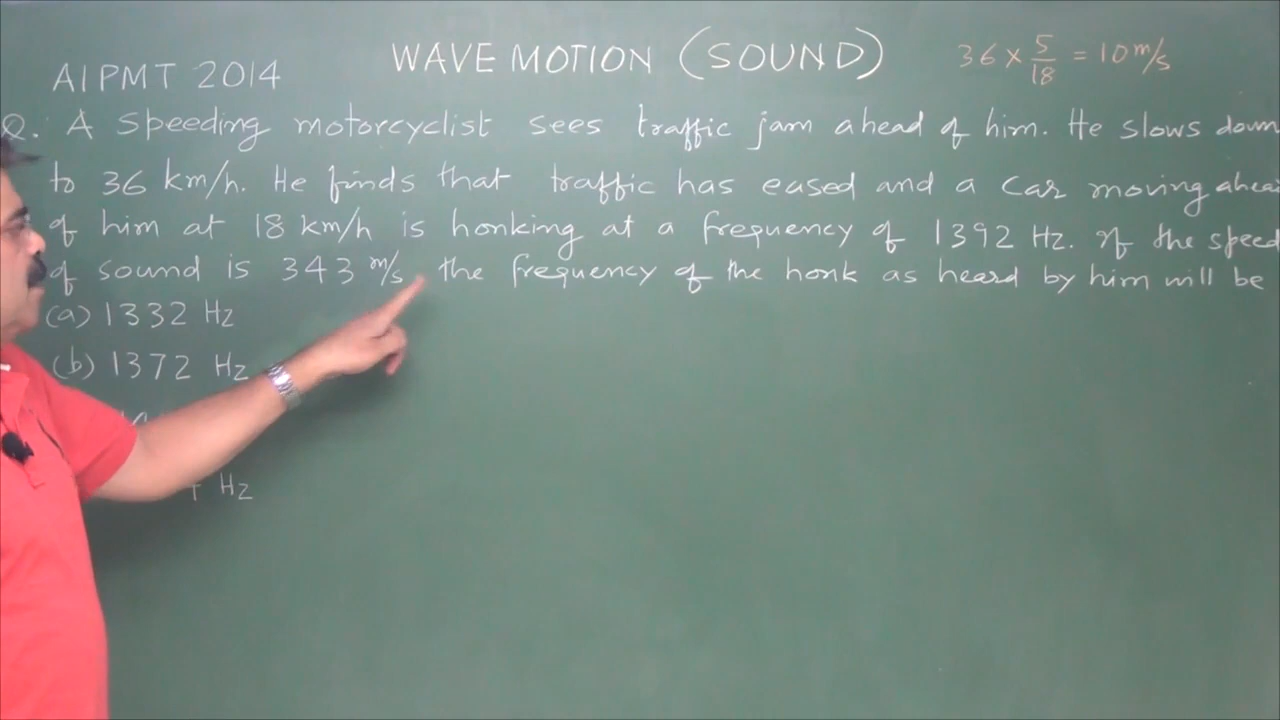 WAVE MOTION (SOUND)
36 × 5/18 = 10 m/s
AIPMT 2014
Q. A Speeding motorcyclist sees traffic jam ahead of him. He slows down
to 36 km/h. He finds that traffic has eased and a car moving ahea
of him at 18 km/h is honking at a frequency of 1392 Hz. If the speed
of sound is 343 m/s the frequency of the honk as heard by him will be
(a) 1332 Hz
(b) 1372 Hz
Hz